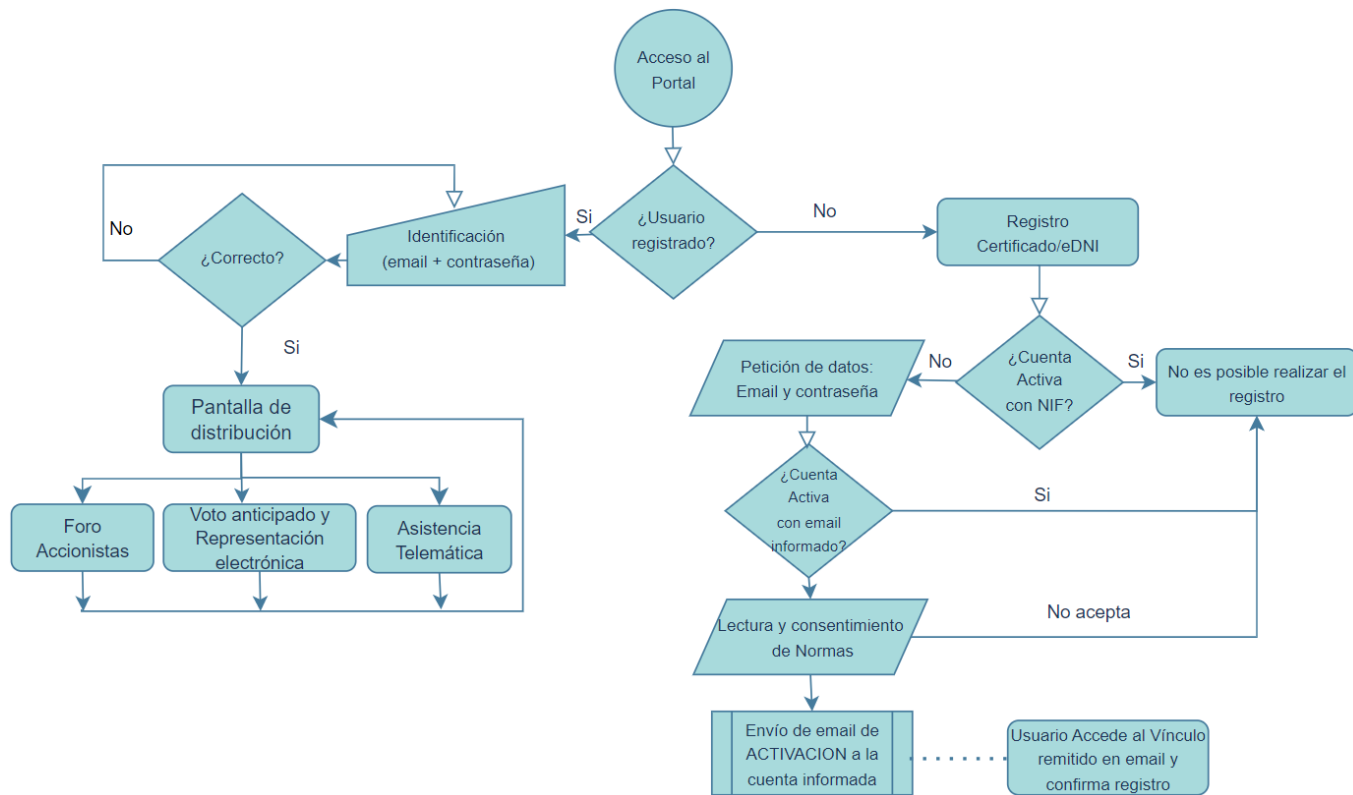 Acceso al
Portal
¿Usuario
registrado?
Si
No
Identificación
(email + contraseña)
¿Correcto?
No
Si
Pantalla de
distribución
Foro
Accionistas
Voto anticipado y
Representación
electrónica
Asistencia
Telemática
Registro
Certificado/eDNI
¿Cuenta
Activa
con NIF?
No
Si
No es posible realizar el
registro
Petición de datos:
Email y contraseña
¿Cuenta
Activa
con email
informado?
Si
Lectura y consentimiento
de Normas
No acepta
Envío de email de
ACTIVACION a la
cuenta informada
Usuario Accede al Vínculo
remitido en email y
confirma registro